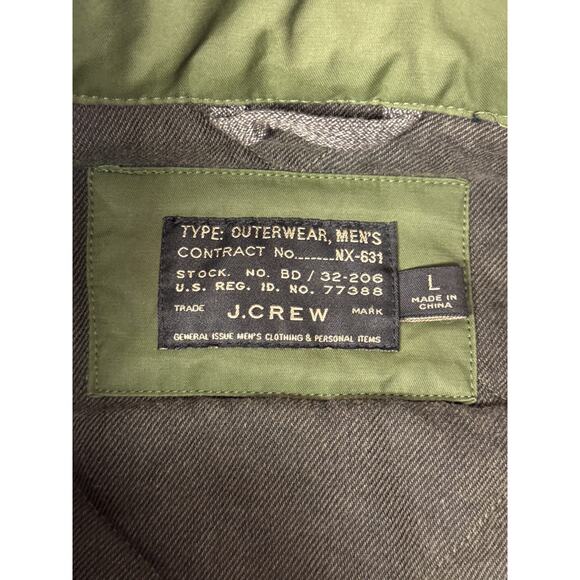 TYPE: OUTERWEAR, MEN'S
CONTRACT No.......NX-631
STOCK. NO. BD / 32-206
U.S. REG. ID. NO. 77388
TRADE J.CREW MARK
GENERAL ISSUE MEN'S CLOTHING & PERSONAL ITEMS
L
MADE IN
CHINA